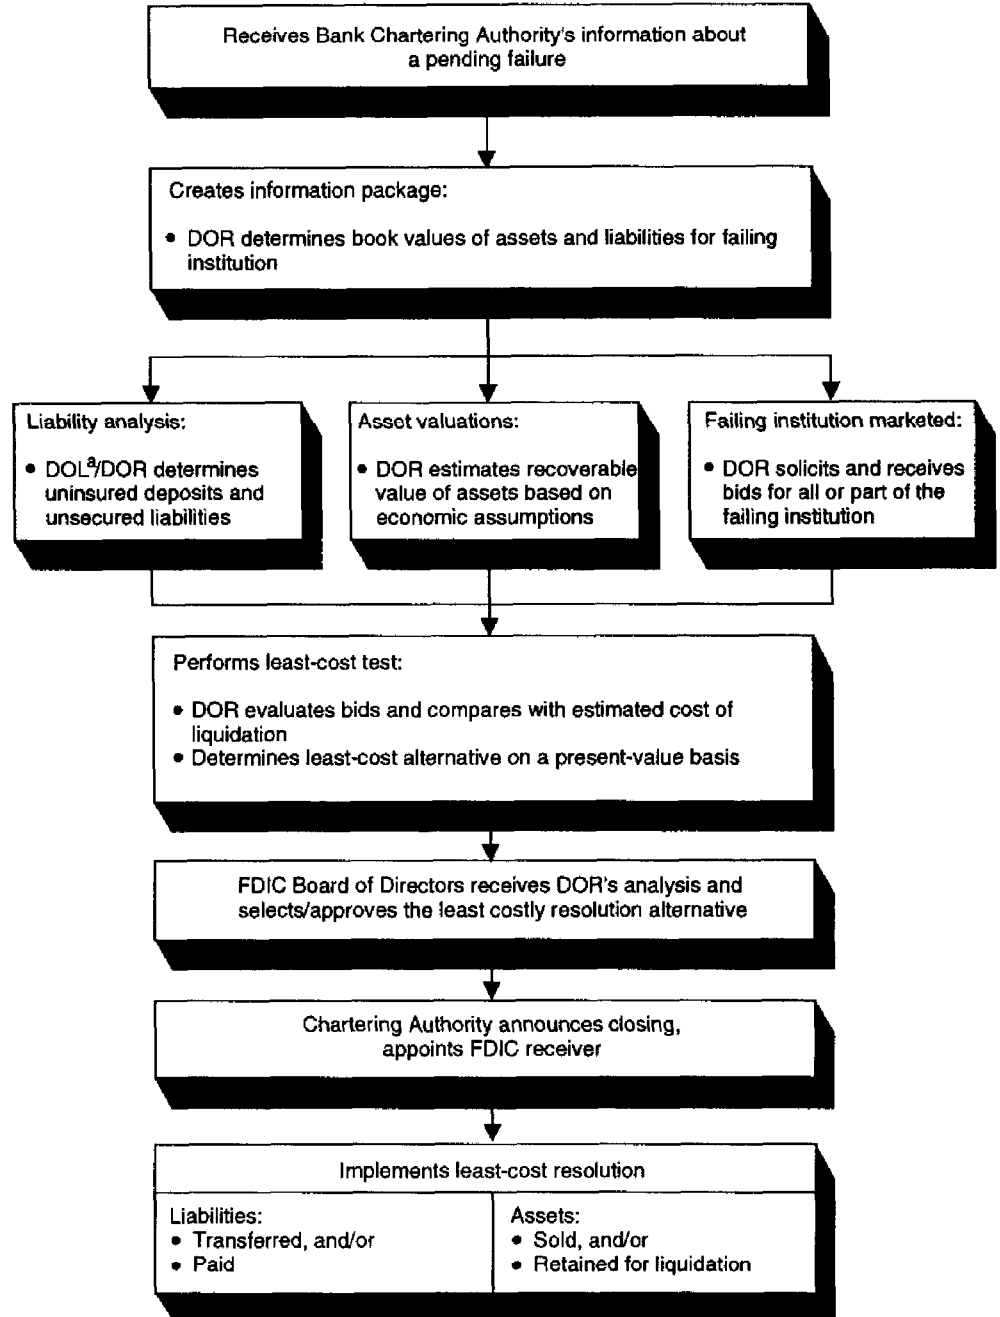 Receives Bank Chartering Authority's information about
a pending failure
Creates information package:
• DOR determines book values of assets and liabilities for failing
institution
Liability analysis:
• DOLa/DOR determines
uninsured deposits and
unsecured liabilities
Asset valuations:
• DOR estimates recoverable
value of assets based on
economic assumptions
Failing institution marketed:
• DOR solicits and receives
bids for all or part of the
failing institution
Performs least-cost test:
• DOR evaluates bids and compares with estimated cost of
liquidation
• Determines least-cost alternative on a present-value basis
FDIC Board of Directors receives DOR's analysis and
selects/approves the least costly resolution alternative
Chartering Authority announces closing,
appoints FDIC receiver
Implements least-cost resolution
Liabilities:
• Transferred, and/or
• Paid
Assets:
• Sold, and/or
• Retained for liquidation